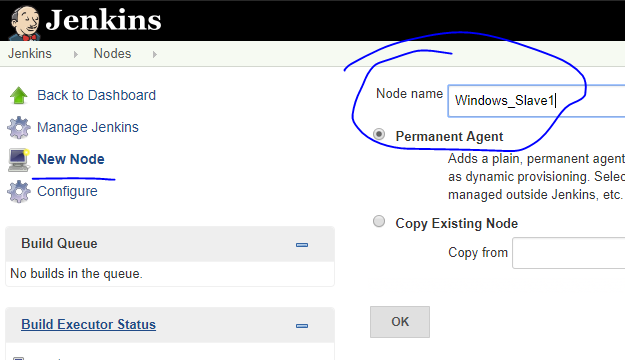 Jenkins
Jenkins Nodes
Back to Dashboard
Manage Jenkins
New Node
Configure
Build Queue
No builds in the queue.
Build Executor Status
Node name Windows_Slave1
Permanent Agent
Adds a plain, permanent agent
as dynamic provisioning. Selec
managed outside Jenkins, etc.
Copy Existing Node
Copy from
OK